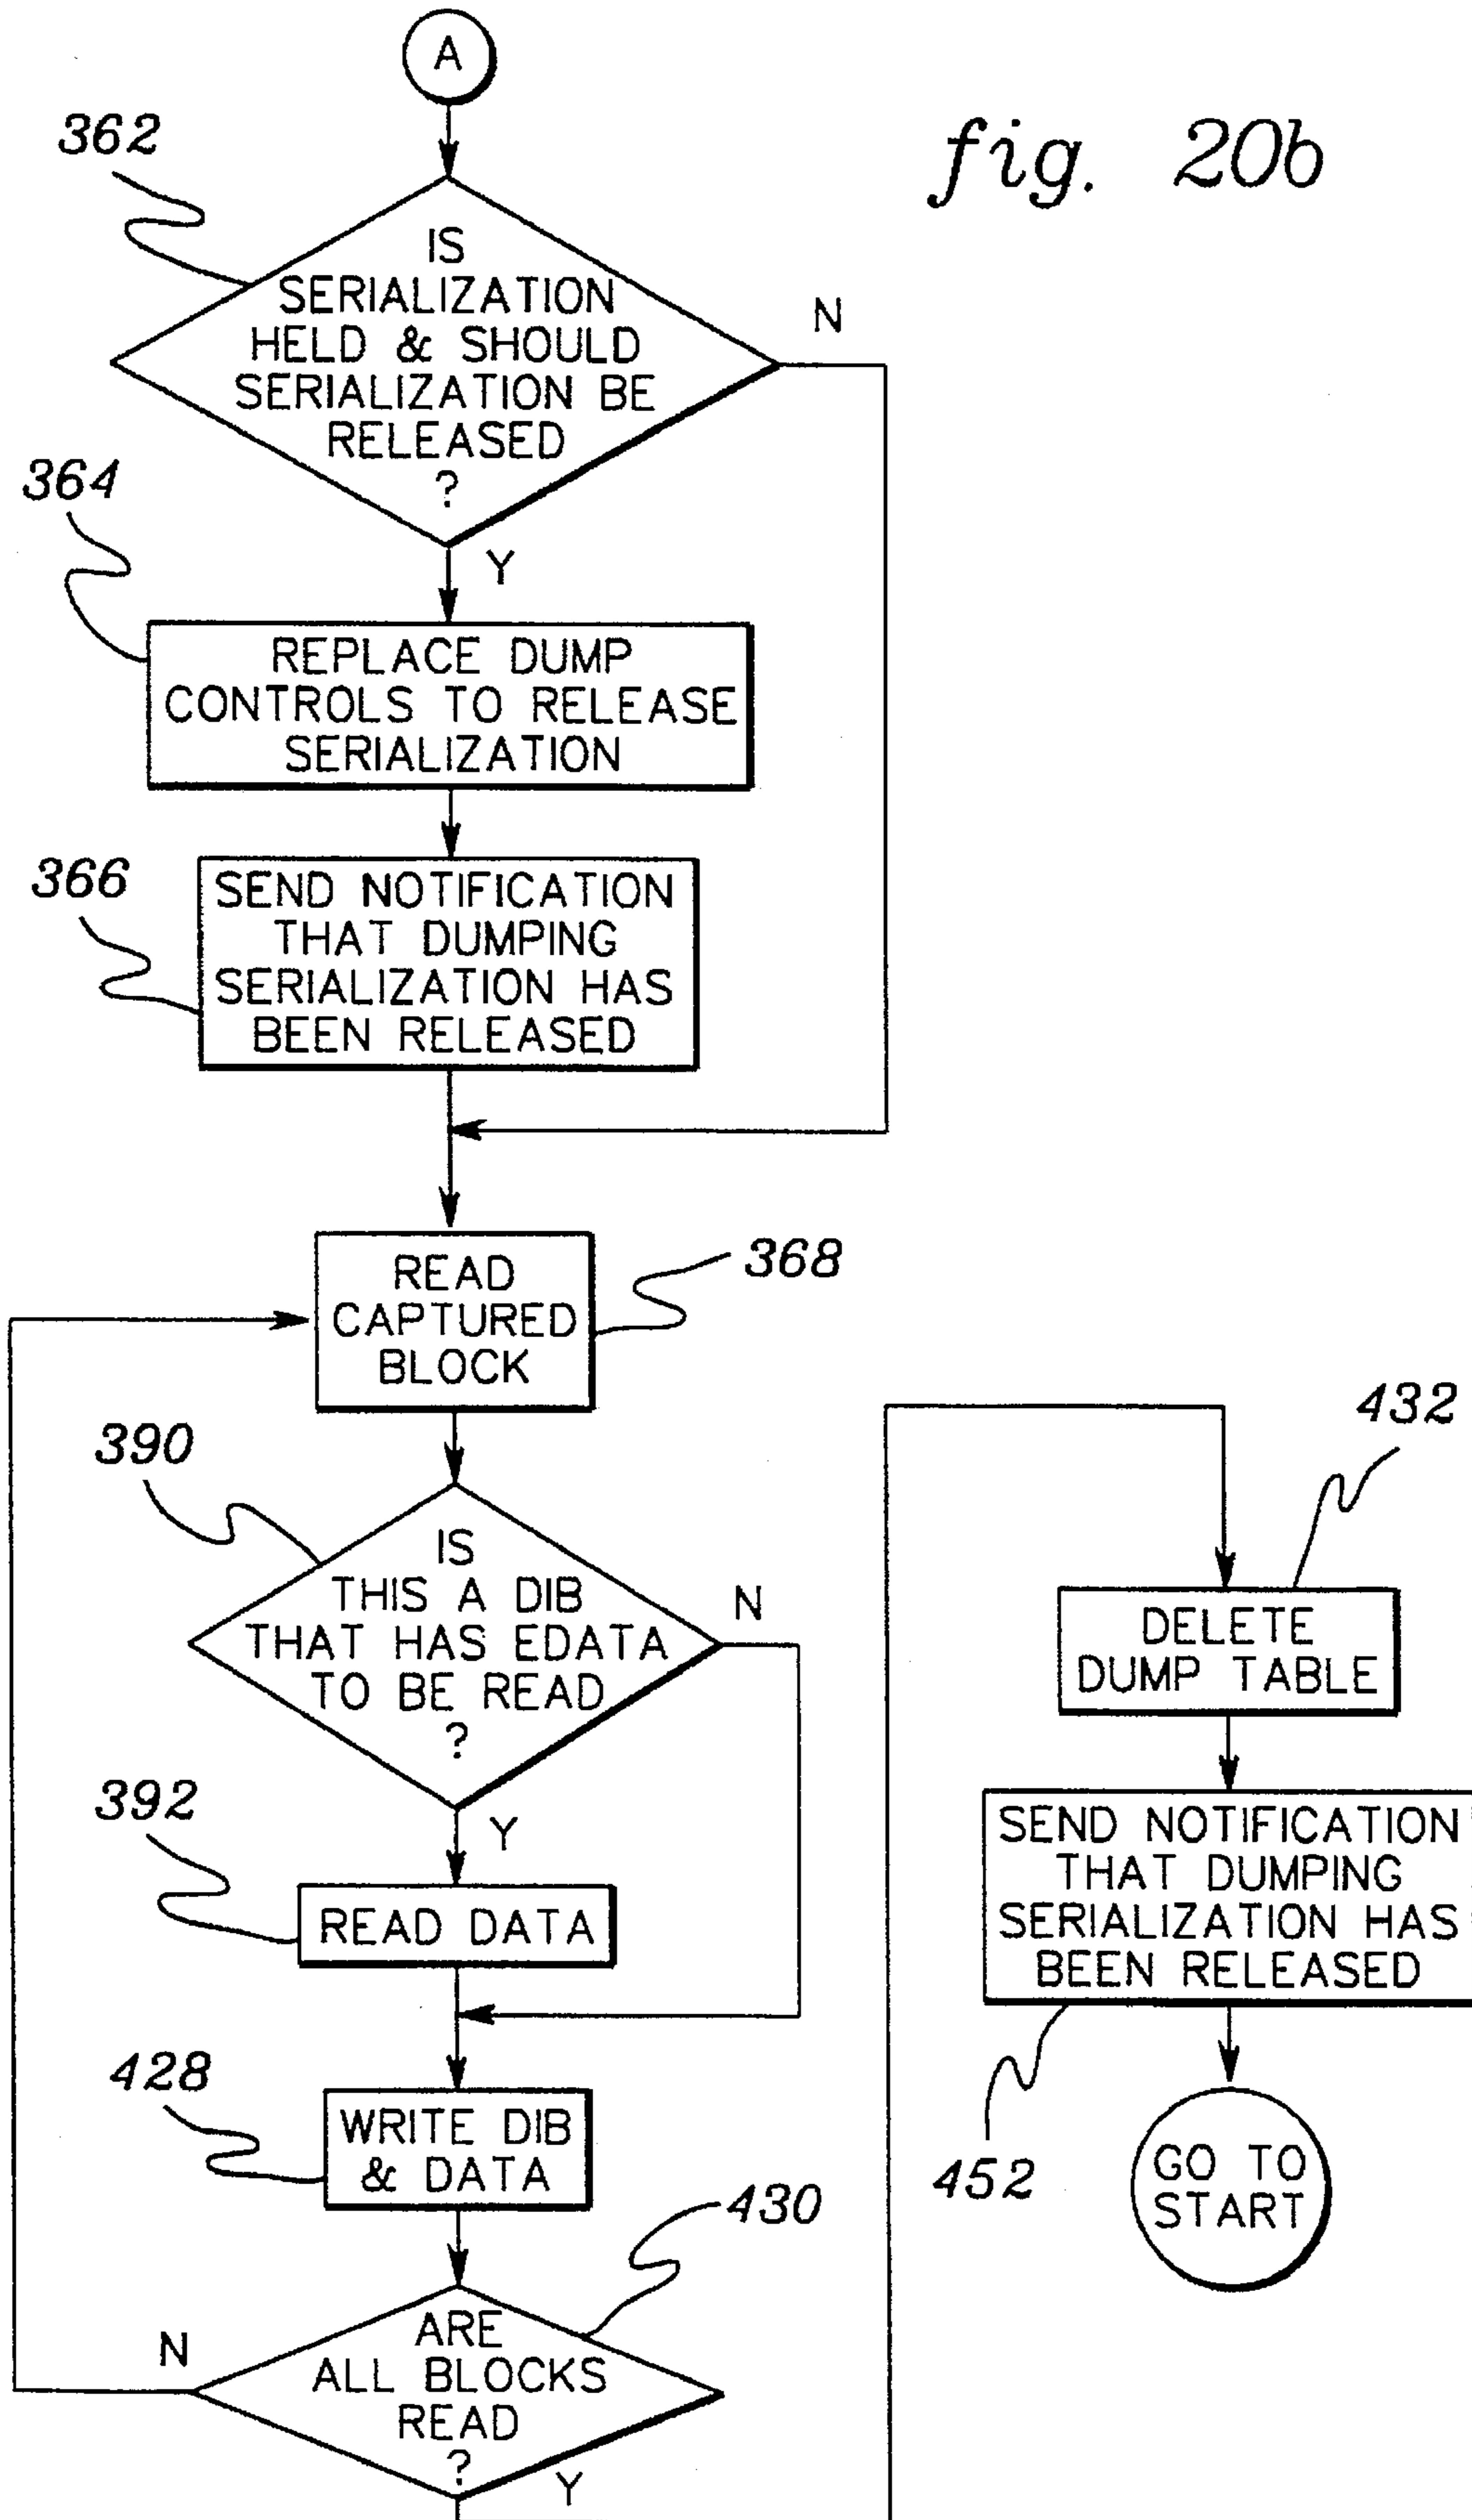 A
fig. 20b
362
IS
SERIALIZATION
HELD & SHOULD
SERIALIZATION BE
RELEASED
?
N
Y
364
REPLACE DUMP
CONTROLS TO RELEASE
SERIALIZATION
366
SEND NOTIFICATION
THAT DUMPING
SERIALIZATION HAS
BEEN RELEASED
READ
CAPTURED
BLOCK
368
390
IS
THIS A DIB
THAT HAS EDATA
TO BE READ
?
N
Y
392
READ DATA
428
WRITE DIB
& DATA
430
ARE
ALL BLOCKS
READ
?
N
Y
432
DELETE
DUMP TABLE
SEND NOTIFICATION
THAT DUMPING
SERIALIZATION HAS
BEEN RELEASED
452
GO TO
START